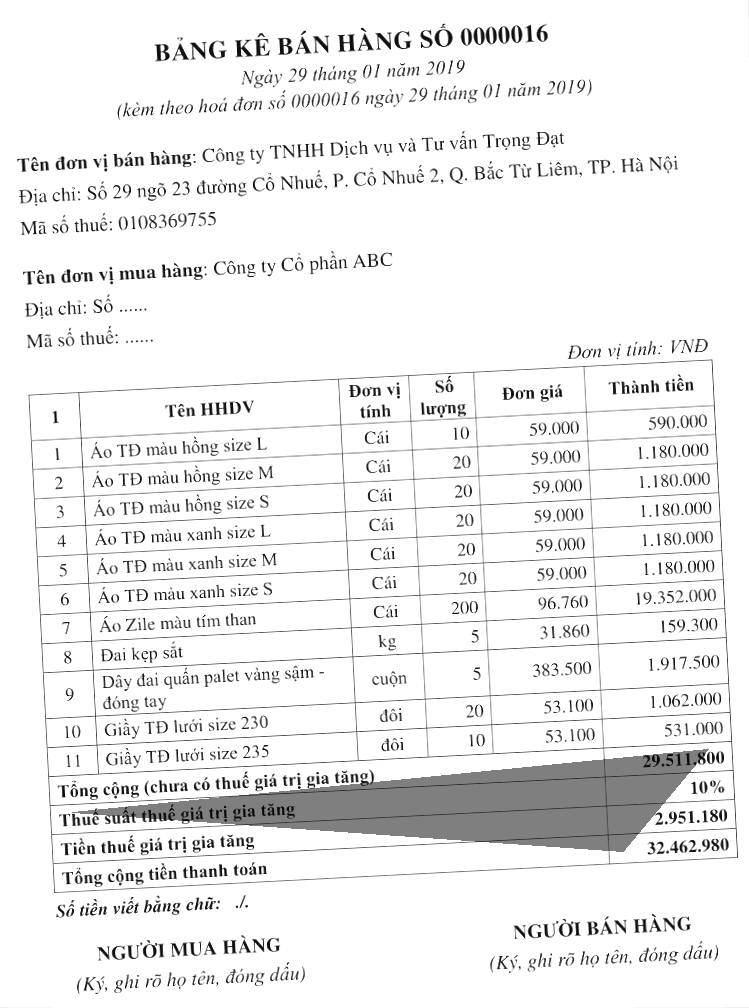 BẢNG KÊ BÁN HÀNG SỐ 0000016
Ngày 29 tháng 01 năm 2019
(kèm theo hoá đơn số 0000016 ngày 29 tháng 01 năm 2019)
Tên đơn vị bán hàng: Công ty TNHH Dịch vụ và Tư vấn Trọng Đạt
Địa chỉ: Số 29 ngõ 23 đường Cổ Nhuế, P. Cổ Nhuế 2, Q. Bắc Từ Liêm, TP. Hà Nội
Mã số thuế: 0108369755
Tên đơn vị mua hàng: Công ty Cổ phần ABC
Địa chỉ: Số ......
Mã số thuế: ......
Đơn vị tính: VNĐ
1 Tên HHDV Đơn vị tính Số lượng Đơn giá Thành tiền
1 Áo TĐ màu hồng size L Cái 10 59.000 590.000
2 Áo TĐ màu hồng size M Cái 20 59.000 1.180.000
3 Áo TĐ màu hồng size S Cái 20 59.000 1.180.000
4 Áo TĐ màu xanh size L Cái 20 59.000 1.180.000
5 Áo TĐ màu xanh size M Cái 20 59.000 1.180.000
6 Áo TĐ màu xanh size S Cái 20 59.000 1.180.000
7 Áo Zile màu tím than Cái 200 96.760 19.352.000
8 Đai kẹp sắt kg 5 31.860 159.300
9 Dây đai quấn palet vàng sậm - đóng tay cuộn 5 383.500 1.917.500
10 Giầy TĐ lưới size 230 đôi 20 53.100 1.062.000
11 Giầy TĐ lưới size 235 đôi 10 53.100 531.000
Tổng cộng (chưa có thuế giá trị gia tăng) 29.511.800
Thuế suất thuế giá trị gia tăng 10%
Tiền thuế giá trị gia tăng 2.951.180
Tổng cộng tiền thanh toán 32.462.980
Số tiền viết bằng chữ: ./.
NGƯỜI MUA HÀNG NGƯỜI BÁN HÀNG
(Ký, ghi rõ họ tên, đóng dấu) (Ký, ghi rõ họ tên, đóng dấu)